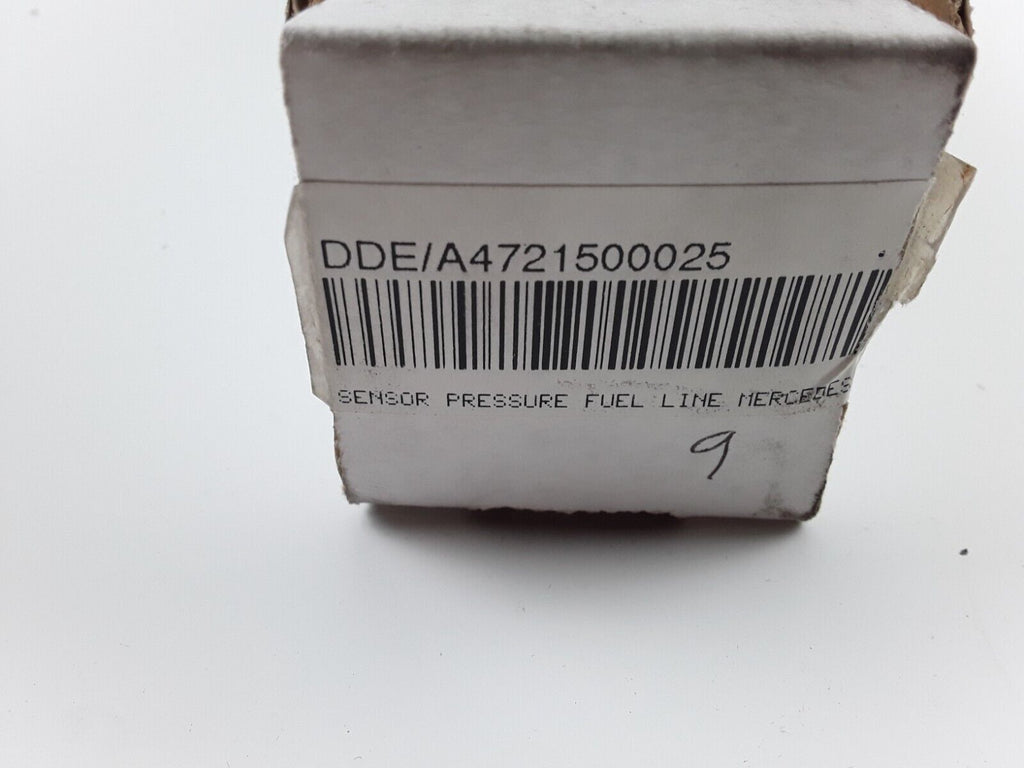 DDE/A4721500025
SENSOR PRESSURE FUEL LINE MERCEDES
9